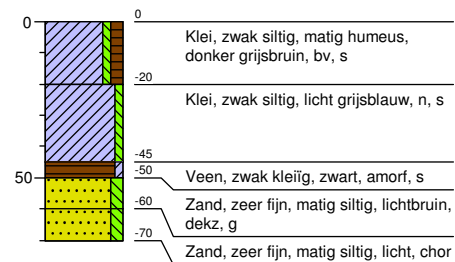 0
0
Klei, zwak siltig, matig humeus,
donker grijsbruin, bv, s
-20
Klei, zwak siltig, licht grijsblauw, n, s
-45
50
-50
Veen, zwak kleiïg, zwart, amorf, s
-60
Zand, zeer fijn, matig siltig, lichtbruin,
dekz, g
-70
Zand, zeer fijn, matig siltig, licht, chor